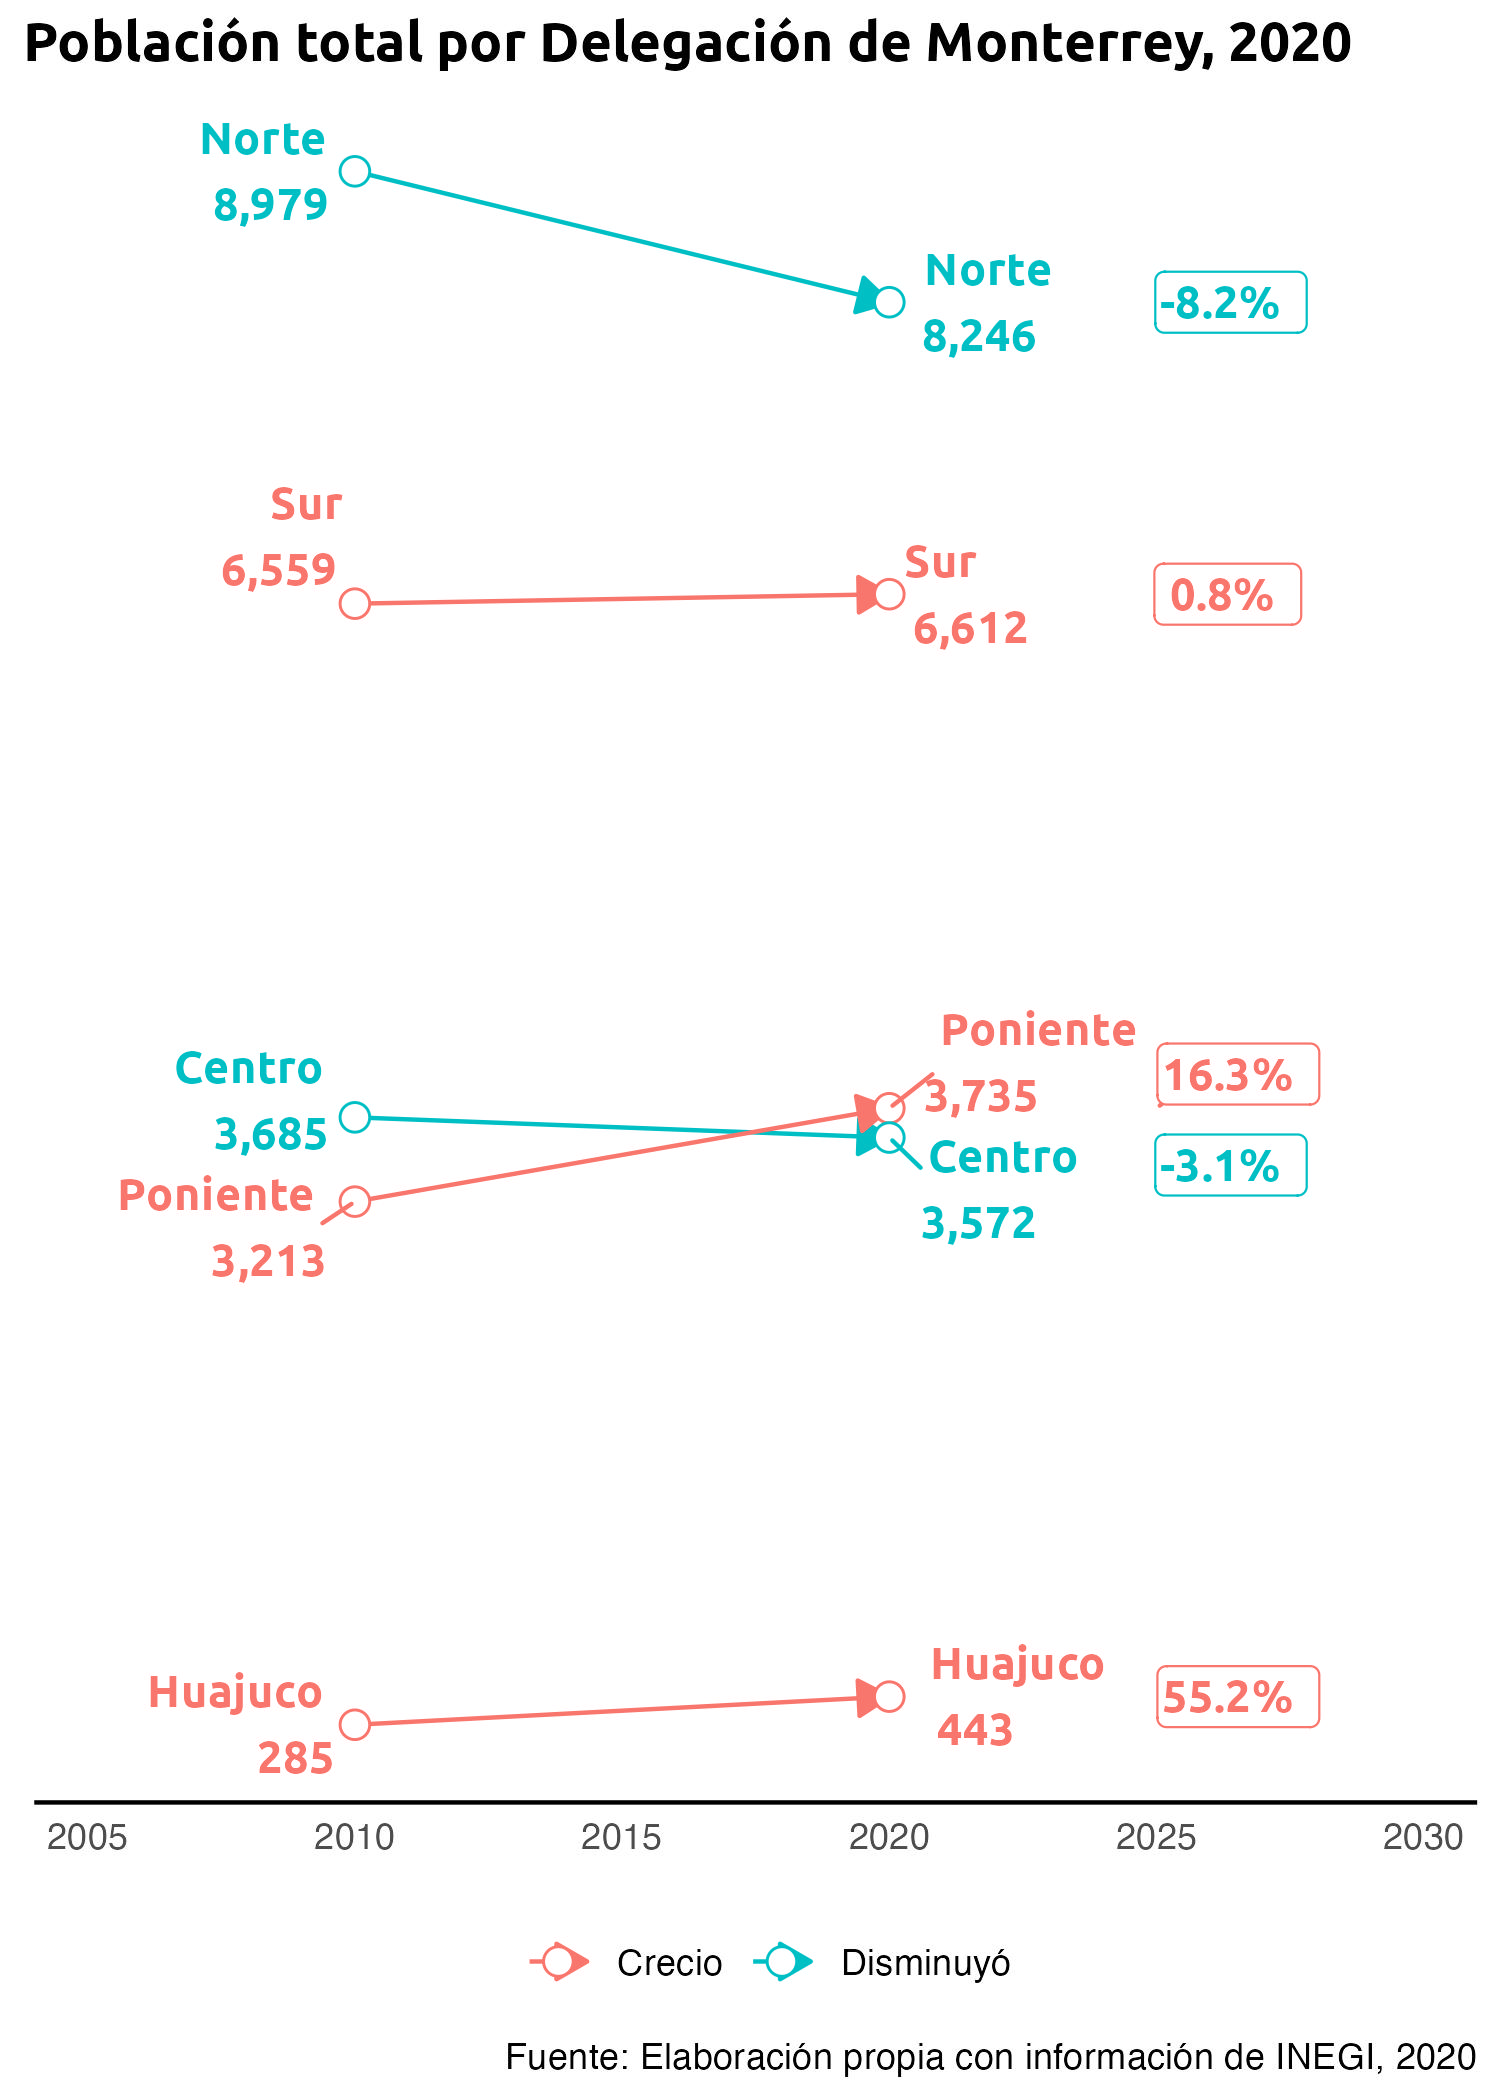 Población total por Delegación de Monterrey, 2020
Norte
8,979
Norte
8,246
-8.2%
Sur
6,559
Sur
6,612
0.8%
Poniente
3,735
16.3%
Centro
3,685
Centro
3,572
-3.1%
Poniente
3,213
Huajuco
285
Huajuco
443
55.2%
2005 2010 2015 2020 2025 2030
Crecio Disminuyó
Fuente: Elaboración propia con información de INEGI, 2020